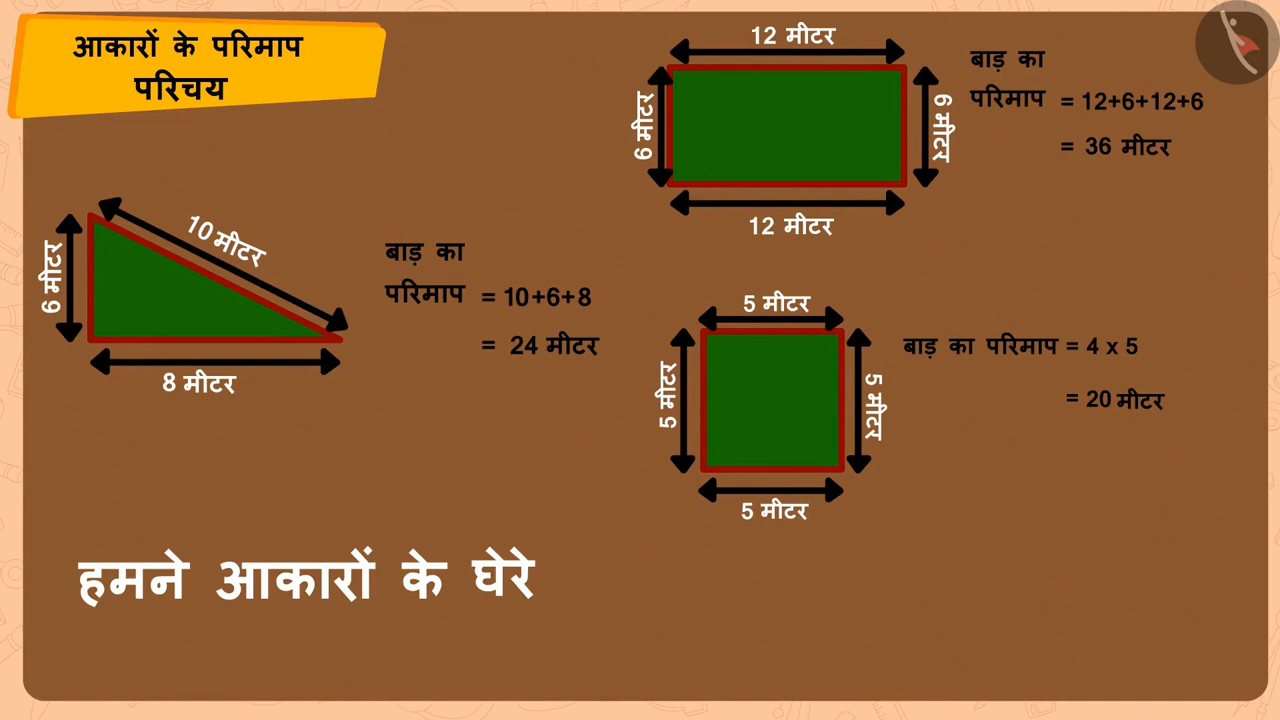 आकारों के परिमाप
परिचय
12 मीटर
6 मीटर
6 मीटर
12 मीटर
बाड़ का
परिमाप = 12+6+12+6
= 36 मीटर
10 मीटर
6 मीटर
8 मीटर
बाड़ का
परिमाप = 10+6+8
= 24 मीटर
5 मीटर
5 मीटर
5 मीटर
5 मीटर
बाड़ का परिमाप = 4 x 5
= 20 मीटर
हमने आकारों के घेरे